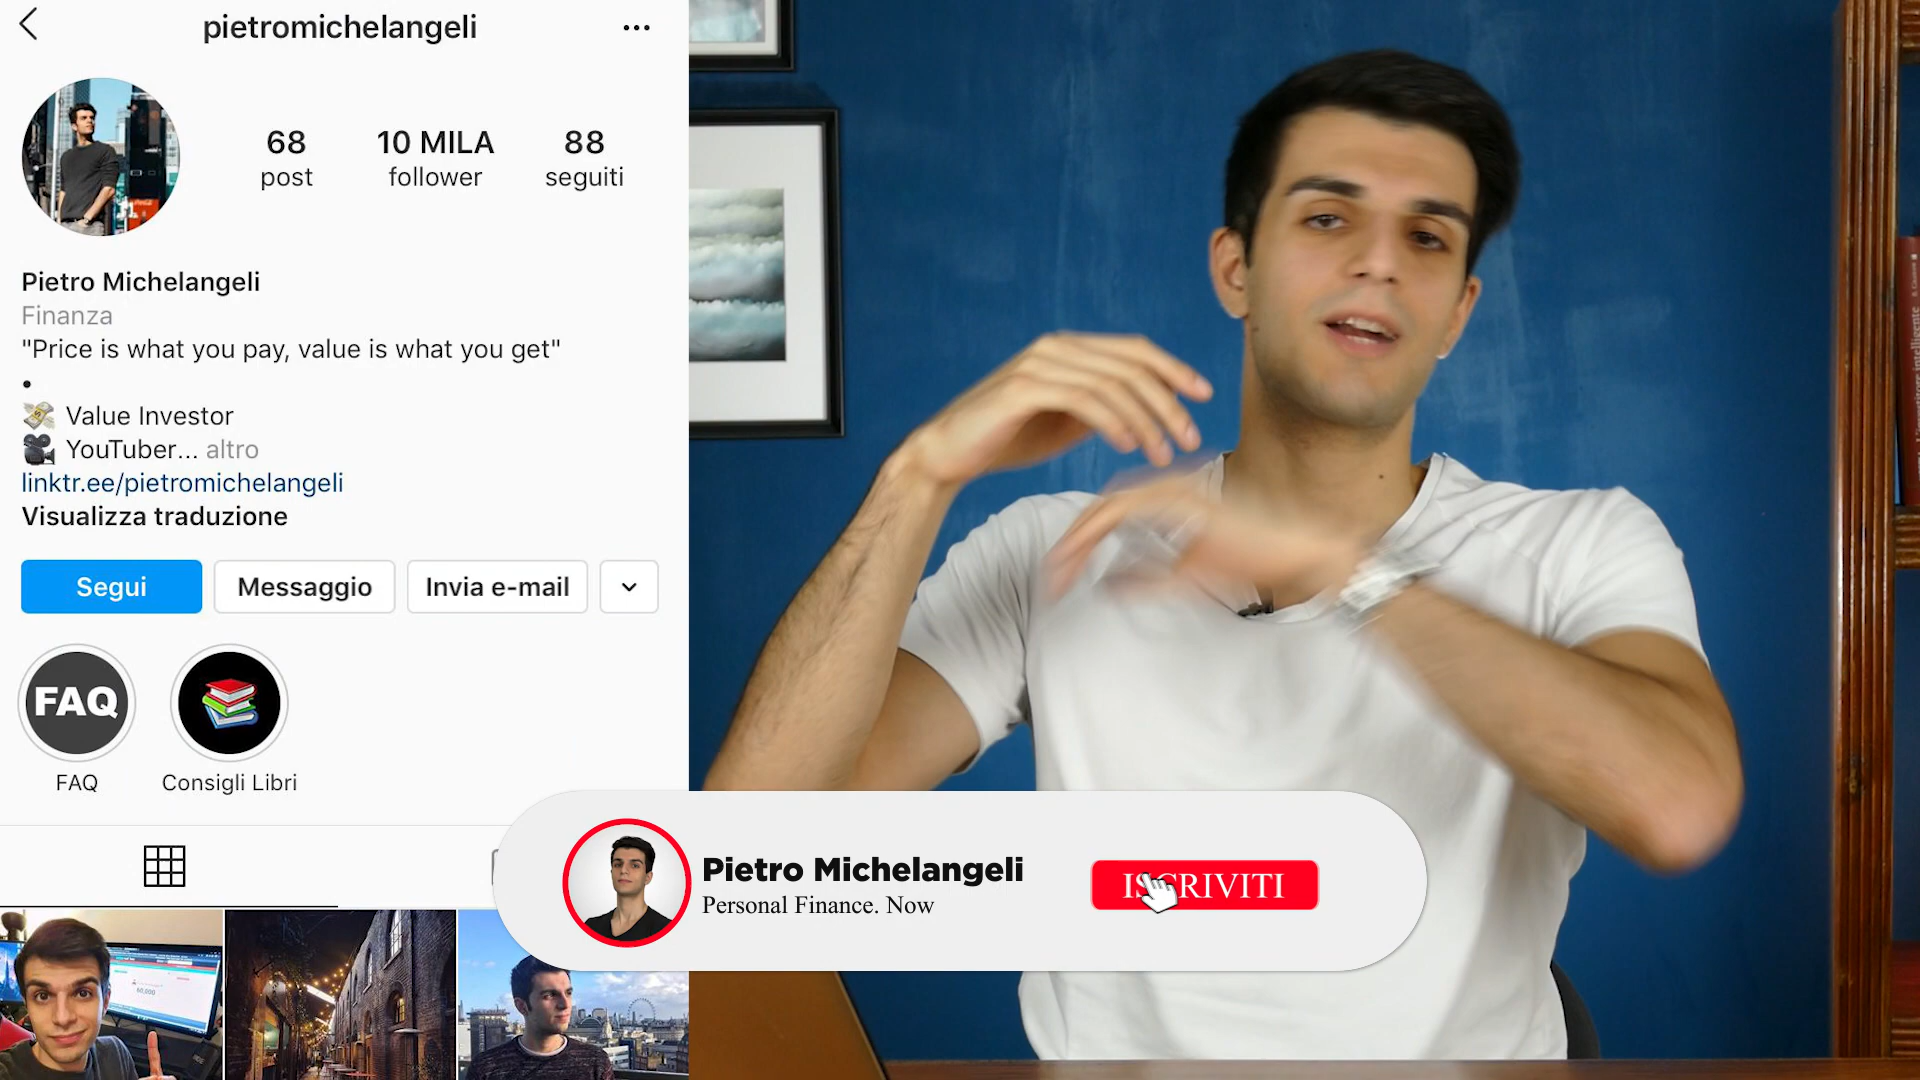 pietromichelangeli
68
post
10 MILA
follower
88
seguiti
Pietro Michelangeli
Finanza
"Price is what you pay, value is what you get"
Value Investor
YouTuber... altro
linktr.ee/pietromichelangeli
Visualizza traduzione
Segui
Messaggio
Invia e-mail
FAQ
FAQ
Consigli Libri
60,000
Pietro Michelangeli
Personal Finance. Now
ISCRIVITI